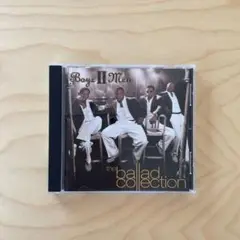 Boyz II Men
the
ballad
collection